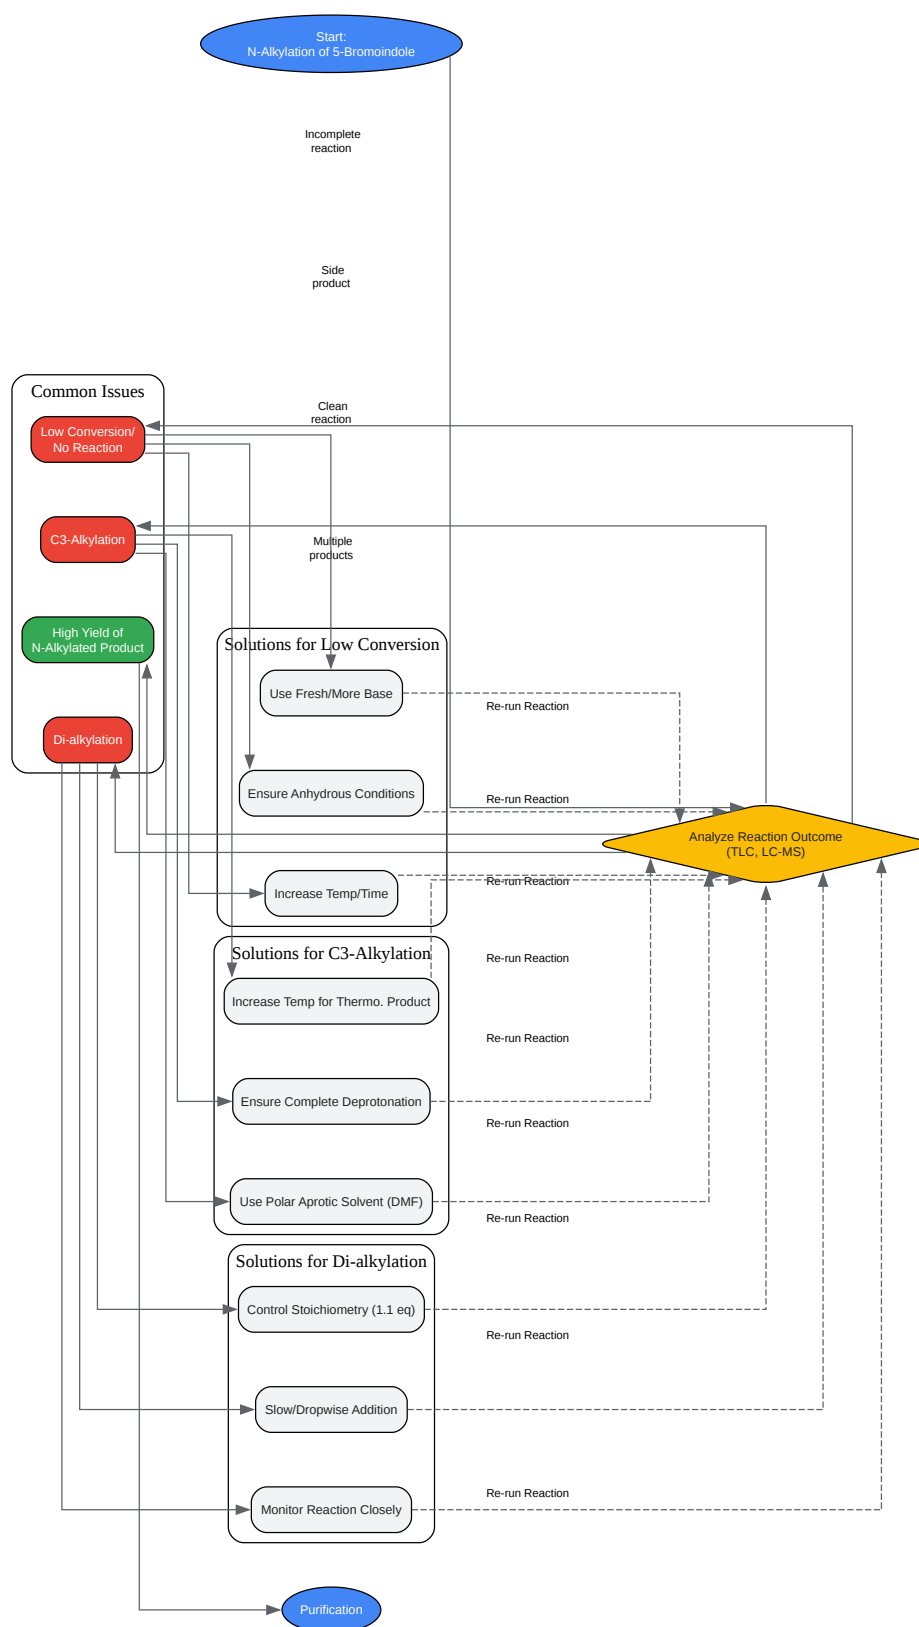 Start:
N-Alkylation of 5-Bromoindole
Incomplete
reaction
Side
product
Clean
reaction
Multiple
products
Common Issues
Low Conversion/
No Reaction
C3-Alkylation
High Yield of
N-Alkylated Product
Di-alkylation
Solutions for Low Conversion
Use Fresh/More Base
Ensure Anhydrous Conditions
Increase Temp/Time
Solutions for C3-Alkylation
Increase Temp for Thermo. Product
Ensure Complete Deprotonation
Use Polar Aprotic Solvent (DMF)
Solutions for Di-alkylation
Control Stoichiometry (1.1 eq)
Slow/Dropwise Addition
Monitor Reaction Closely
Re-run Reaction
Re-run Reaction
Re-run Reaction
Re-run Reaction
Re-run Reaction
Re-run Reaction
Re-run Reaction
Re-run Reaction
Re-run Reaction
Analyze Reaction Outcome
(TLC, LC-MS)
Purification